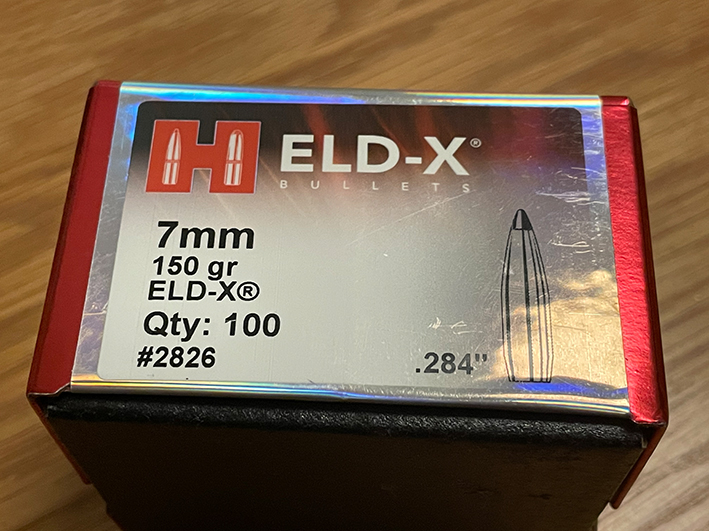 H ELD-X®
BULLETS
7mm
150 gr
ELD-X®
Qty: 100
#2826
.284"